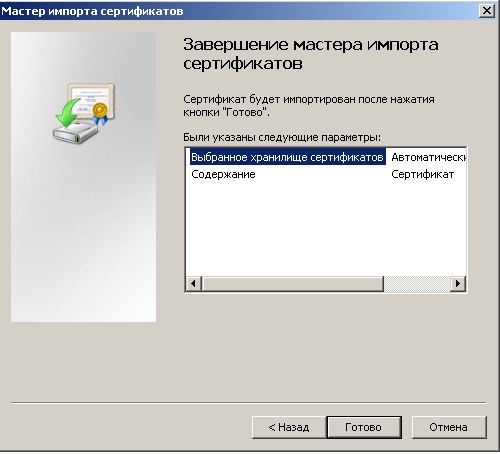 Мастер импорта сертификатов
Завершение мастера импорта
сертификатов
Сертификат будет импортирован после нажатия
кнопки "Готово".
Были указаны следующие параметры:
Выбранное хранилище сертификатов Автоматически
Содержание Сертификат
< Назад Готово Отмена